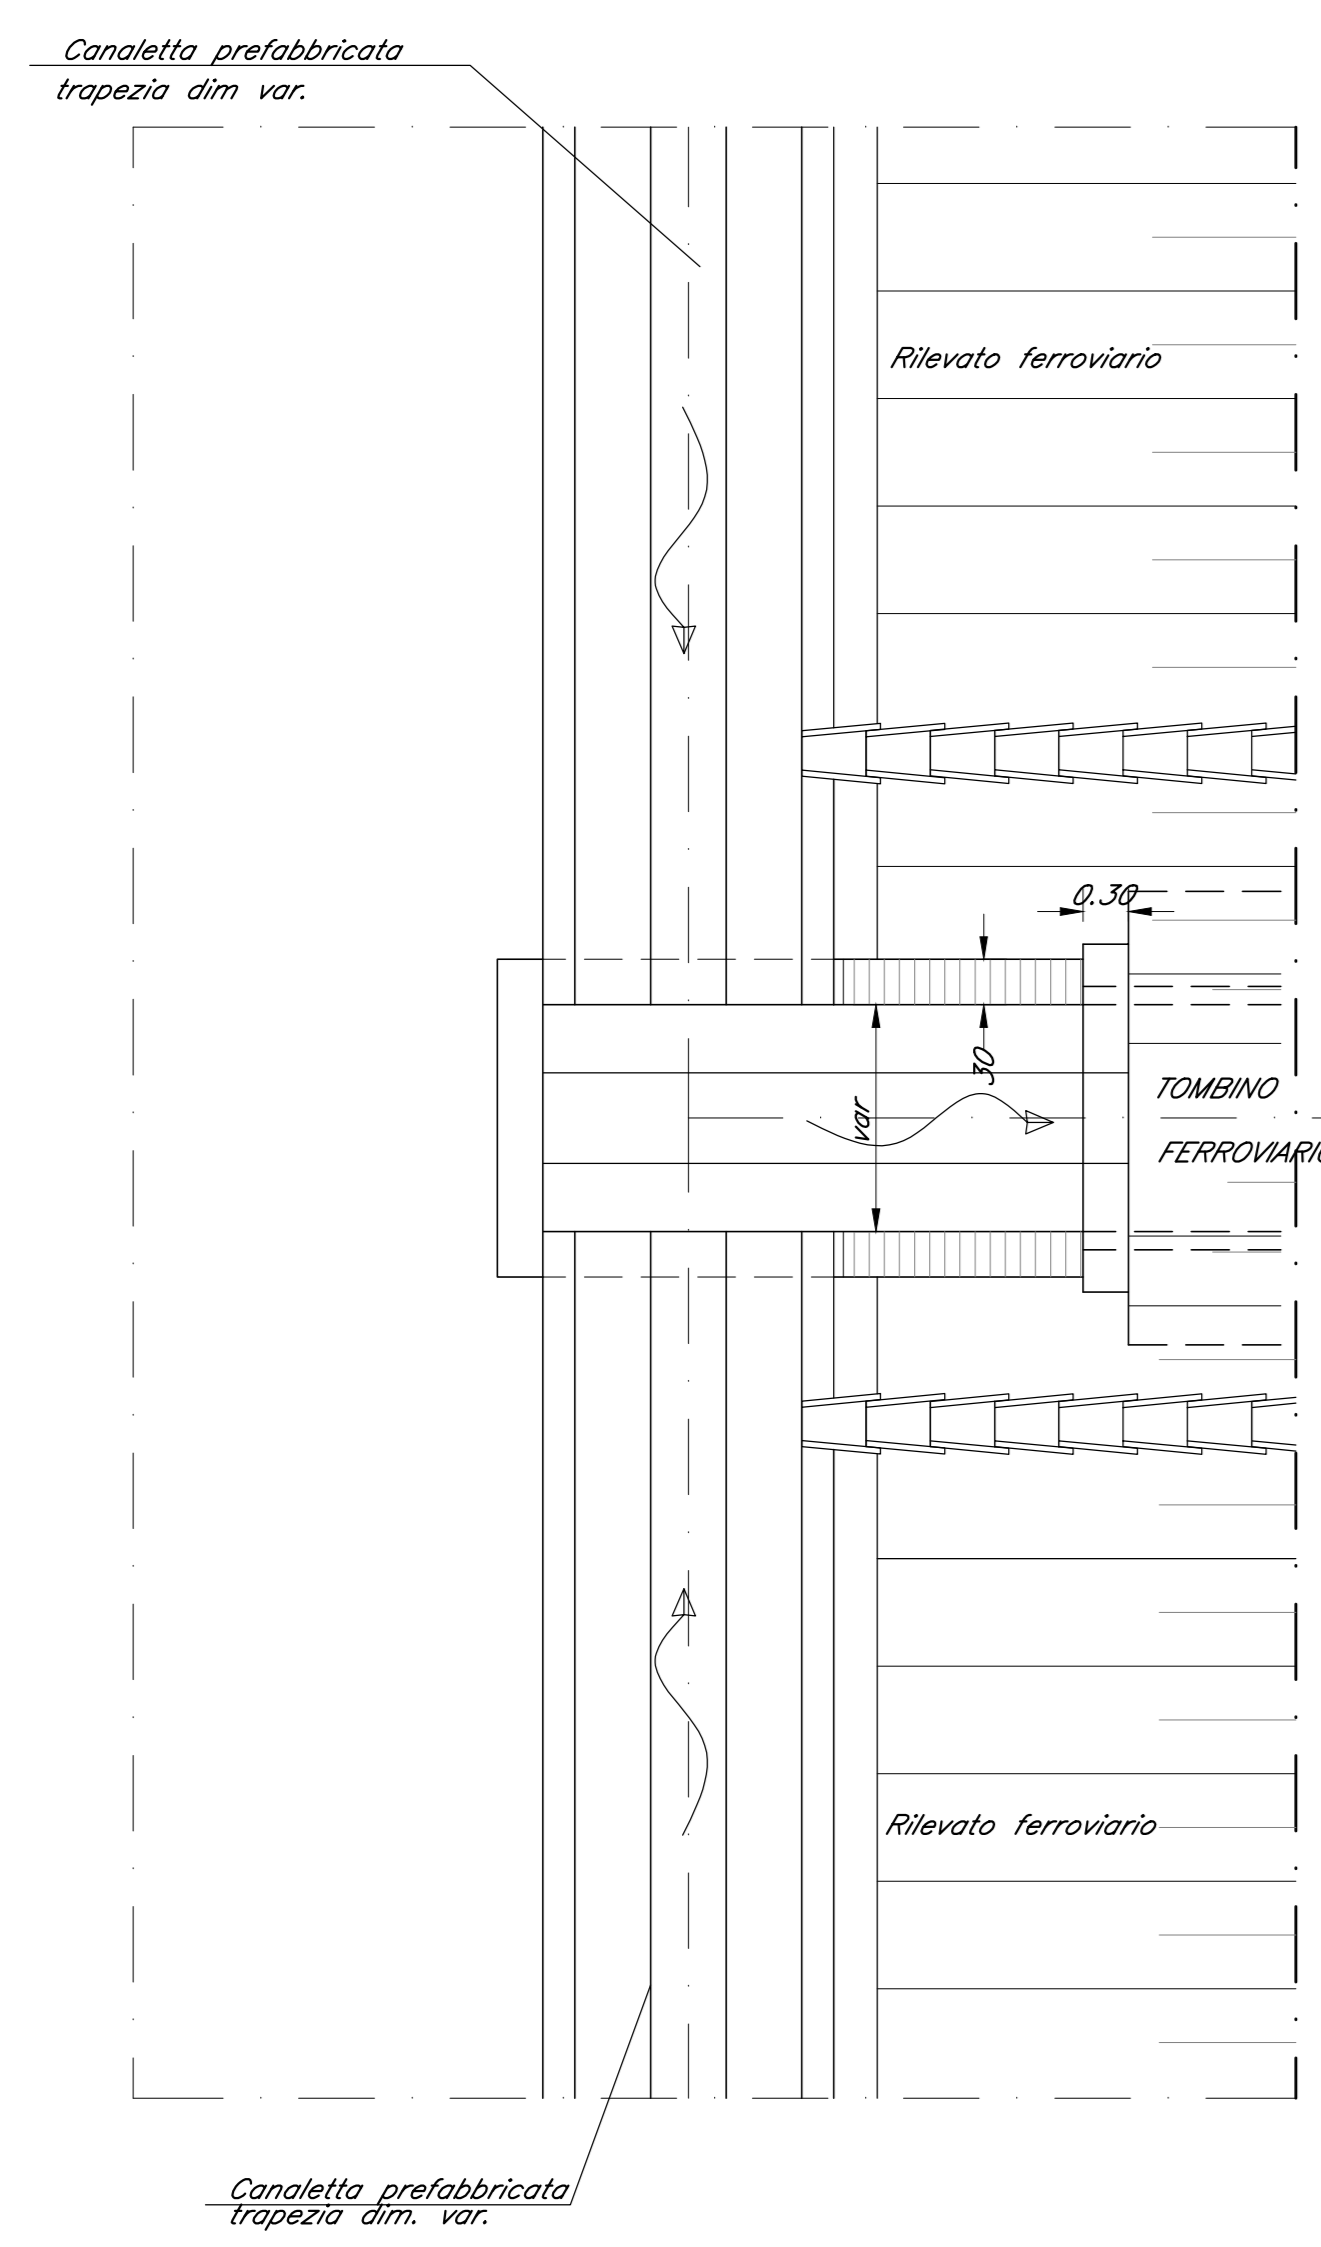 Canaletta prefabbricata
trapezia dim var.
Rilevato ferroviario
0.30
30
var
TOMBINO
FERROVIARIO
Rilevato ferroviario
Canaletta prefabbricata
trapezia dim. var.